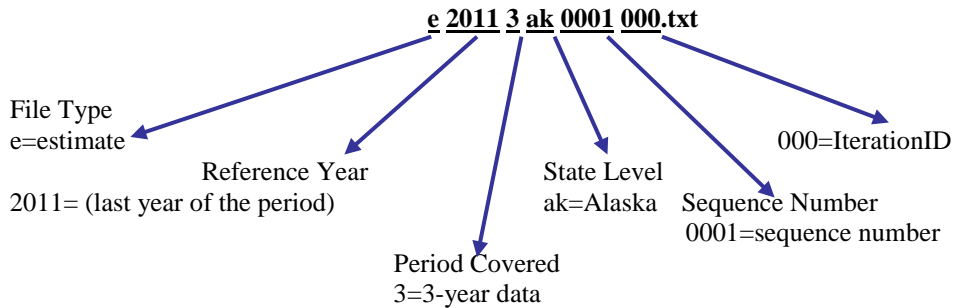 e 2011 3 ak 0001 000.txt
File Type
e=estimate
000=IterationID
Reference Year
2011= (last year of the period)
State Level
ak=Alaska
Sequence Number
0001=sequence number
Period Covered
3=3-year data